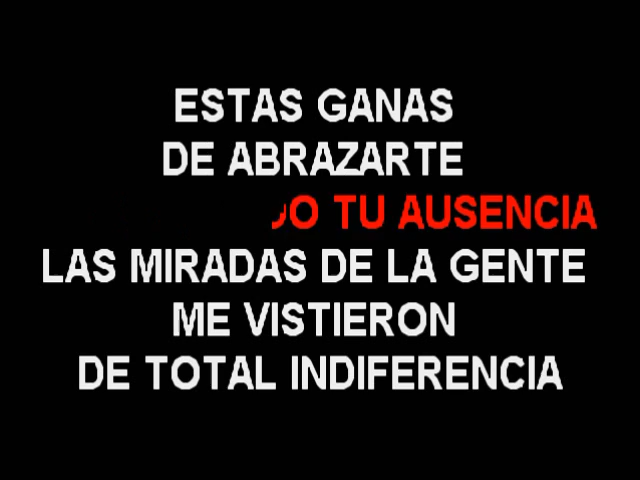 ESTAS GANAS
DE ABRAZARTE
TU AUSENCIA
LAS MIRADAS DE LA GENTE
ME VISTIERON
DE TOTAL INDIFERENCIA